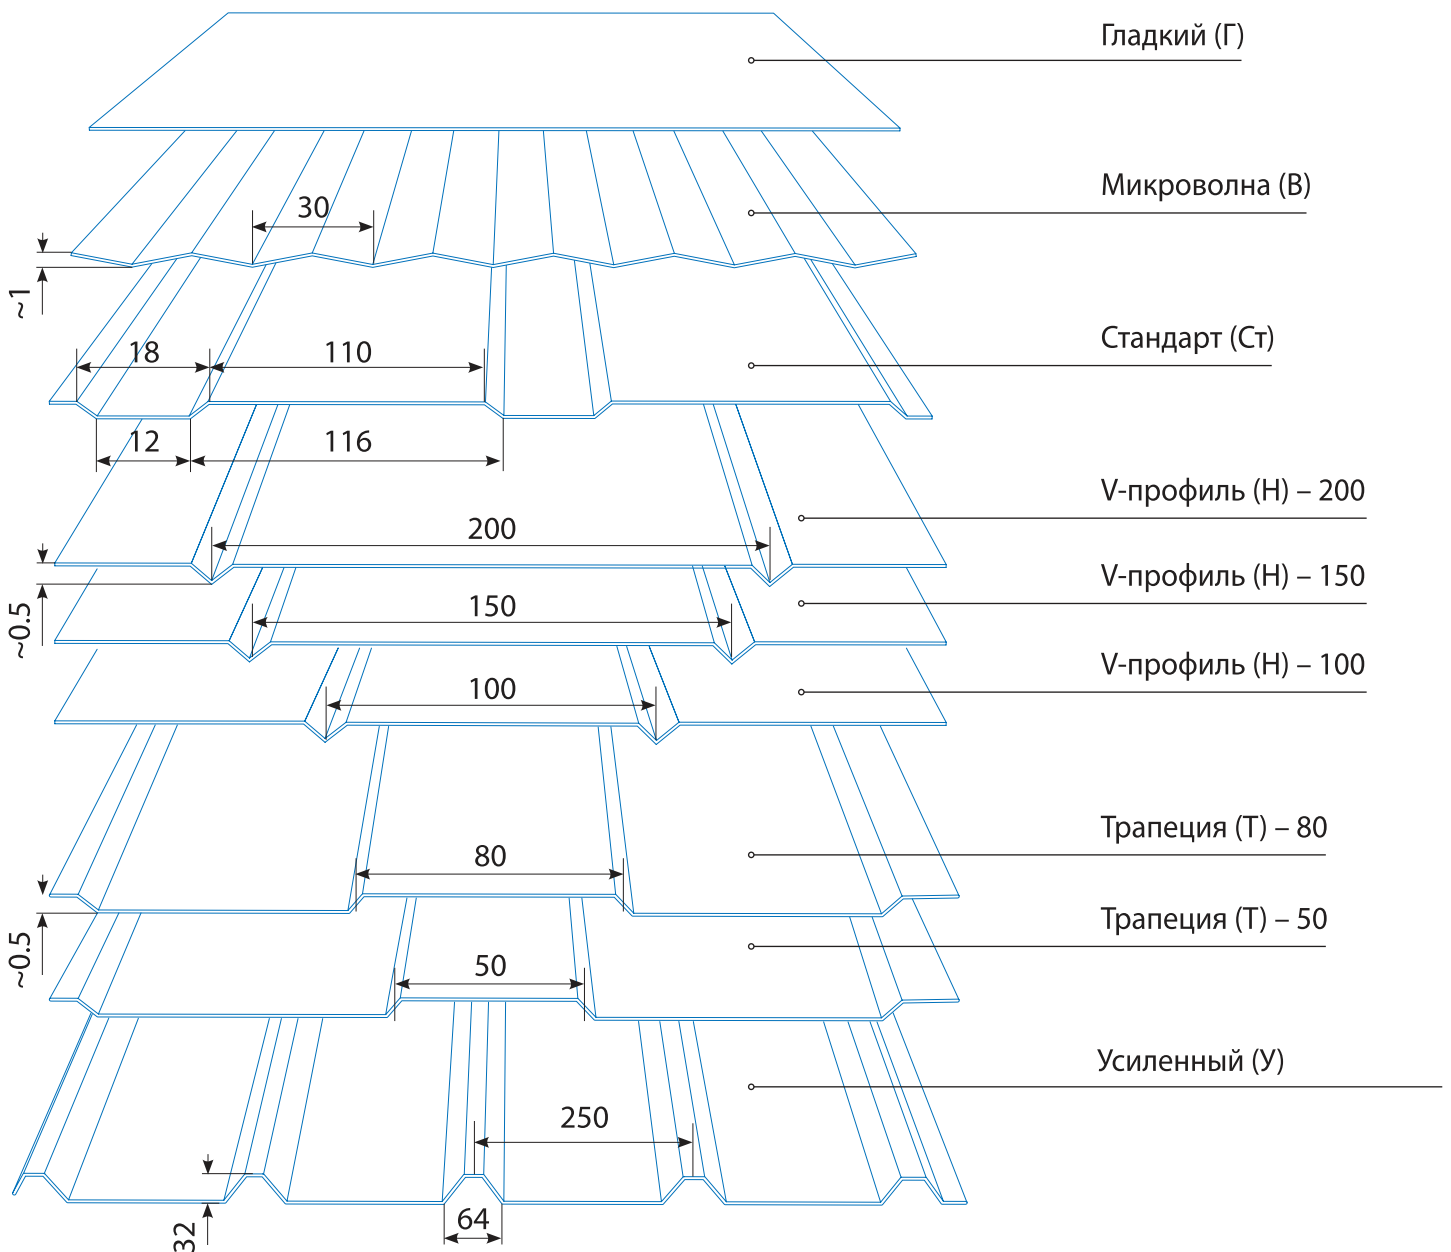 Гладкий (Г)
Микроволна (В)
30
~1
Стандарт (Ст)
18
110
12
116
V-профиль (Н) – 200
200
~0.5
V-профиль (Н) – 150
150
V-профиль (Н) – 100
100
Трапеция (Т) – 80
80
~0.5
Трапеция (Т) – 50
50
Усиленный (У)
250
32
64